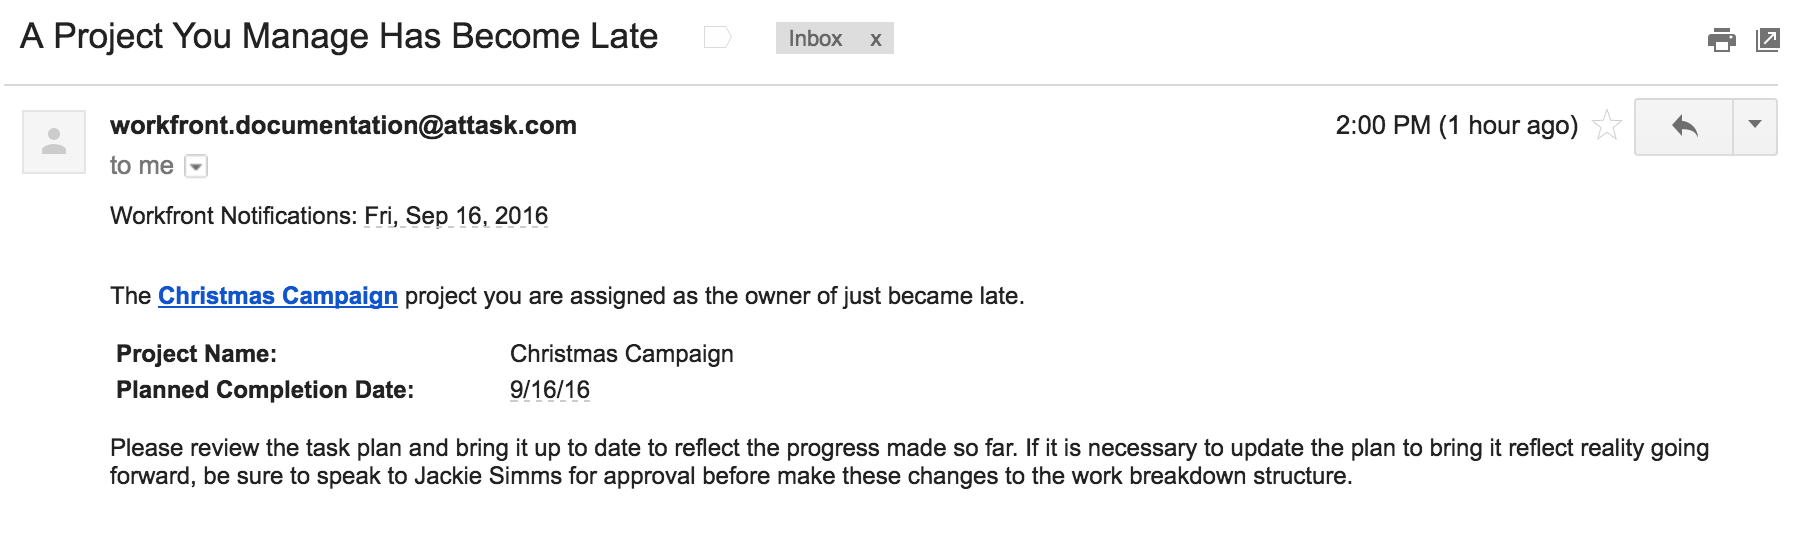 A Project You Manage Has Become Late
Inbox x
workfront.documentation@attask.com
2:00 PM (1 hour ago)
to me
Workfront Notifications: Fri, Sep 16, 2016
The Christmas Campaign project you are assigned as the owner of just became late.
Project Name: Christmas Campaign
Planned Completion Date: 9/16/16
Please review the task plan and bring it up to date to reflect the progress made so far. If it is necessary to update the plan to bring it reflect reality going
forward, be sure to speak to Jackie Simms for approval before make these changes to the work breakdown structure.